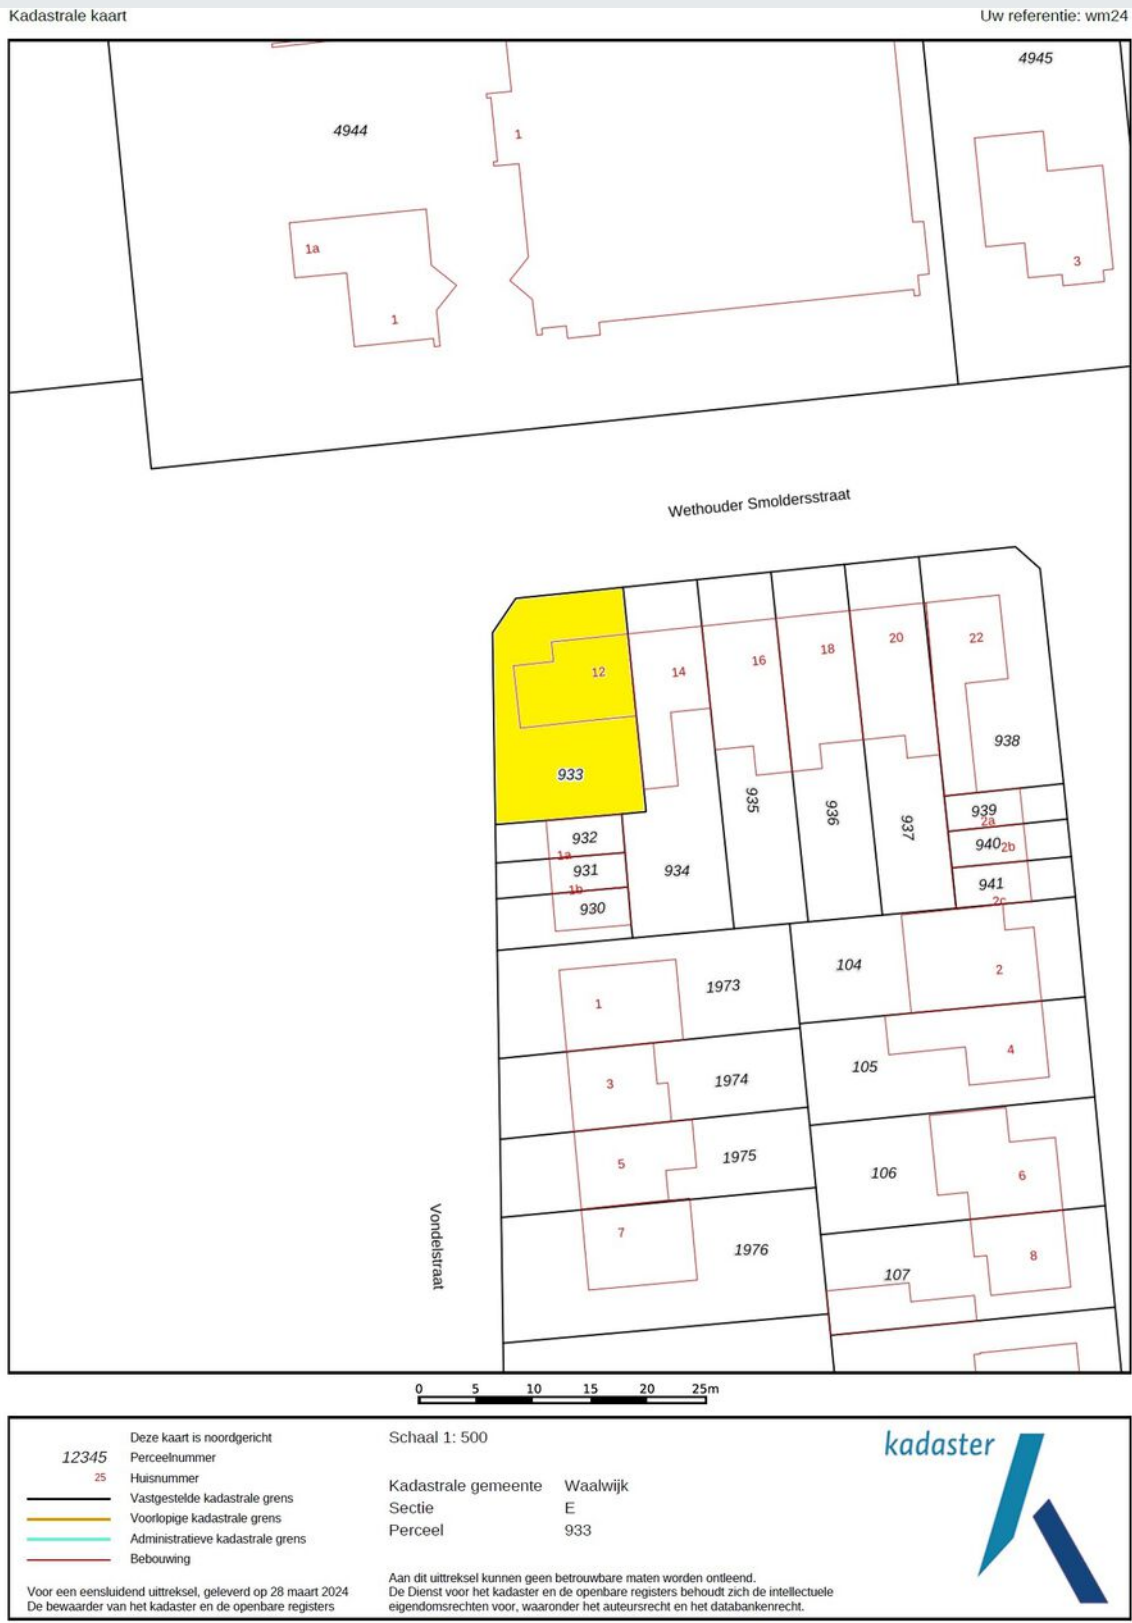 Kadastrale kaart
Uw referentie: wm24
4944
4945
1
1a
1
3
Wethouder Smoldersstraat
12
14
16
18
20
22
933
934
935
936
937
938
939
2a
940
2b
941
2c
932
1a
931
1b
930
1
1973
104
2
3
1974
105
4
5
1975
106
6
7
1976
107
8
Vondelstraat
0 5 10 15 20 25m
Deze kaart is noordgericht
12345 Perceelnummer
25 Huisnummer
Vastgestelde kadastrale grens
Voorlopige kadastrale grens
Administratieve kadastrale grens
Bebouwing
Voor een eensluidend uittreksel, geleverd op 28 maart 2024
De bewaarder van het kadaster en de openbare registers
Schaal 1: 500
Kadastrale gemeente Waalwijk
Sectie E
Perceel 933
Aan dit uittreksel kunnen geen betrouwbare maten worden ontleend.
De Dienst voor het kadaster en de openbare registers behoudt zich de intellectuele
eigendomsrechten voor, waaronder het auteursrecht en het databankenrecht.
kadaster